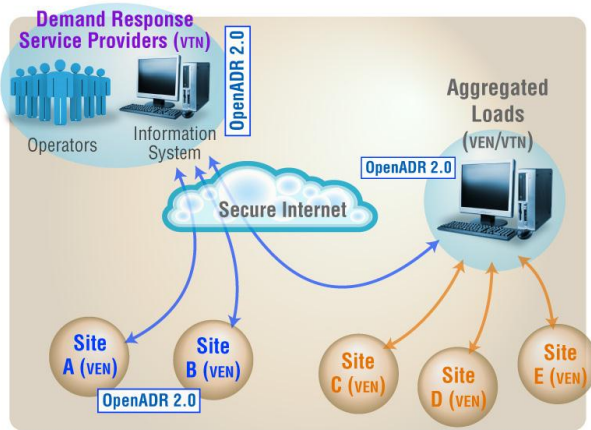 Demand Response
Service Providers (VTN)
OpenADR 2.0
Operators
Information
System
Aggregated
Loads
(VEN/VTN)
OpenADR 2.0
Secure Internet
Site
A (VEN)
Site
B (VEN)
OpenADR 2.0
Site
C (VEN)
Site
D (VEN)
Site
E (VEN)